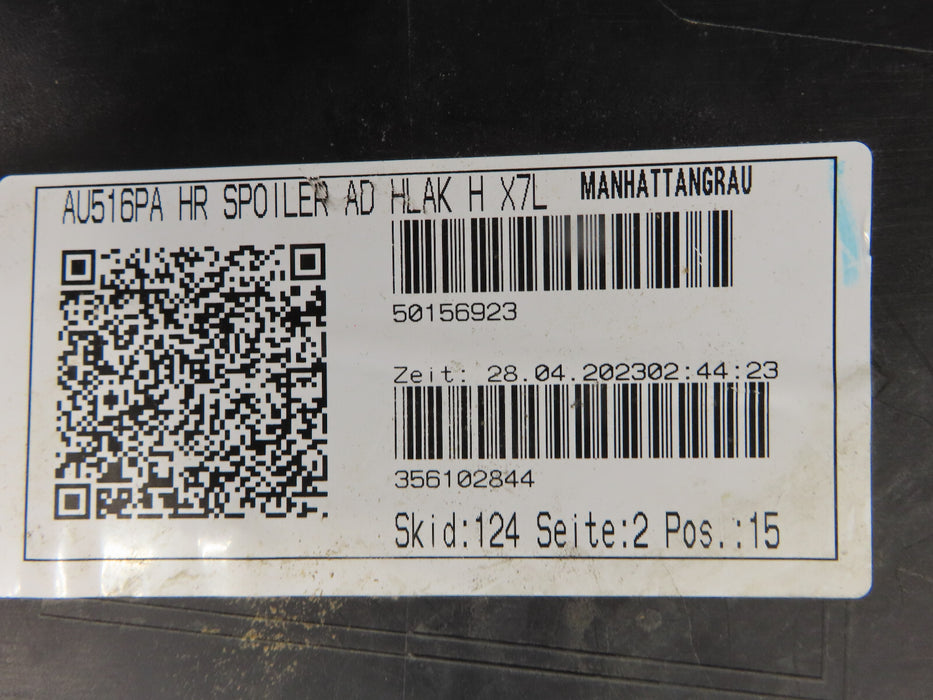 AU516PA HR SPOILER AD HLAK H X7L MANHATTANGRAU
50156923
Zeit: 28.04.202302:44:23
356102844
Skid:124 Seite:2 Pos.:15